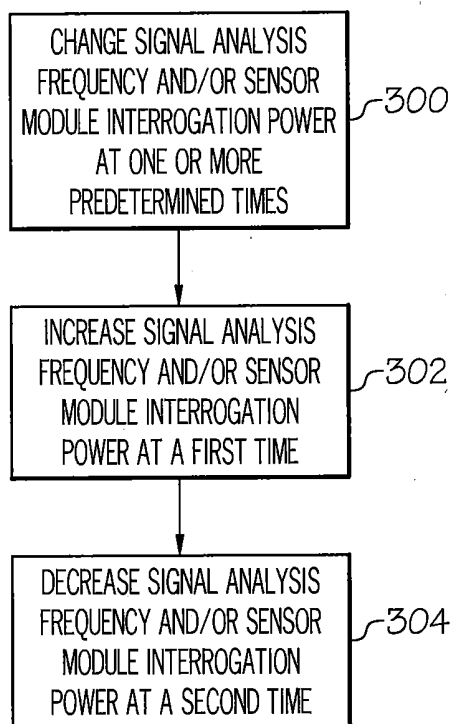 CHANGE SIGNAL ANALYSIS
FREQUENCY AND/OR SENSOR
MODULE INTERROGATION POWER
AT ONE OR MORE
PREDETERMINED TIMES
300
INCREASE SIGNAL ANALYSIS
FREQUENCY AND/OR SENSOR
MODULE INTERROGATION
POWER AT A FIRST TIME
302
DECREASE SIGNAL ANALYSIS
FREQUENCY AND/OR SENSOR
MODULE INTERROGATION
POWER AT A SECOND TIME
304